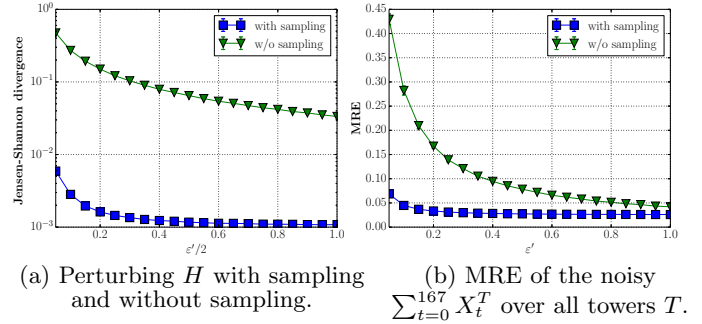 10^0
10^{-1}
10^{-2}
10^{-3}
Jensen-Shannon divergence
with sampling
w/o sampling
0.2 0.4 0.6 0.8 1.0
ε′/2
(a) Perturbing H with sampling
and without sampling.
0.45
0.40
0.35
0.30
0.25
0.20
0.15
0.10
0.05
0.00
MRE
with sampling
w/o sampling
0.2 0.4 0.6 0.8 1.0
ε′
(b) MRE of the noisy
∑_{t=0}^{167} X_t^T over all towers T.